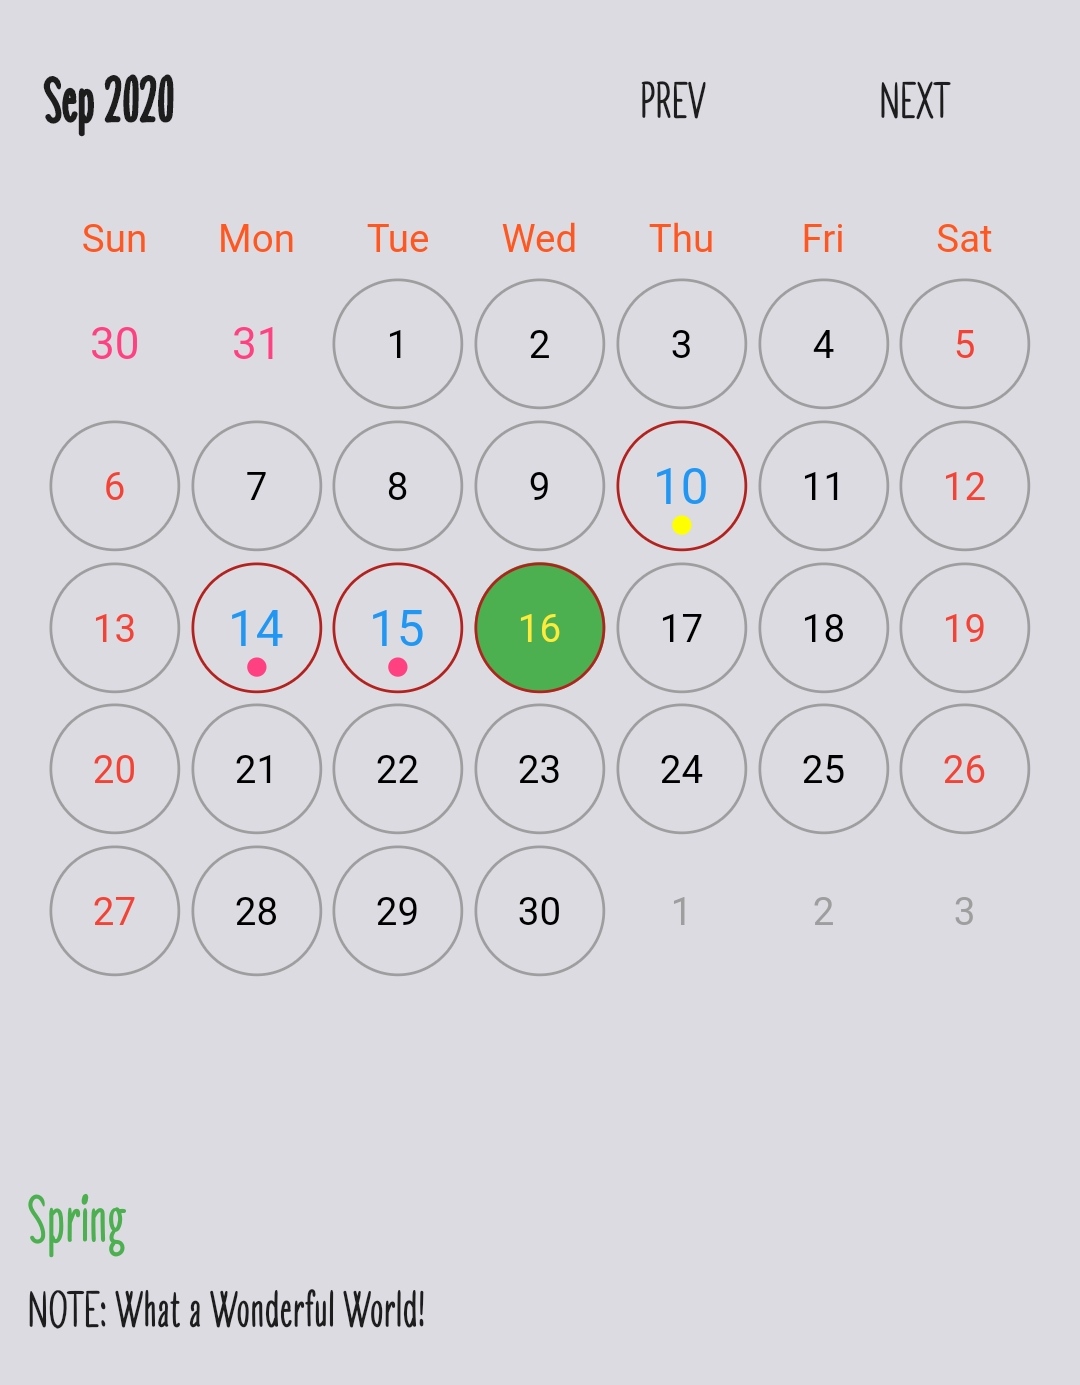 Sep 2020 PREV NEXT
Sun Mon Tue Wed Thu Fri Sat
30 31 1 2 3 4 5
6 7 8 9 10 11 12
13 14 15 16 17 18 19
20 21 22 23 24 25 26
27 28 29 30 1 2 3
Spring
NOTE: What a Wonderful World!